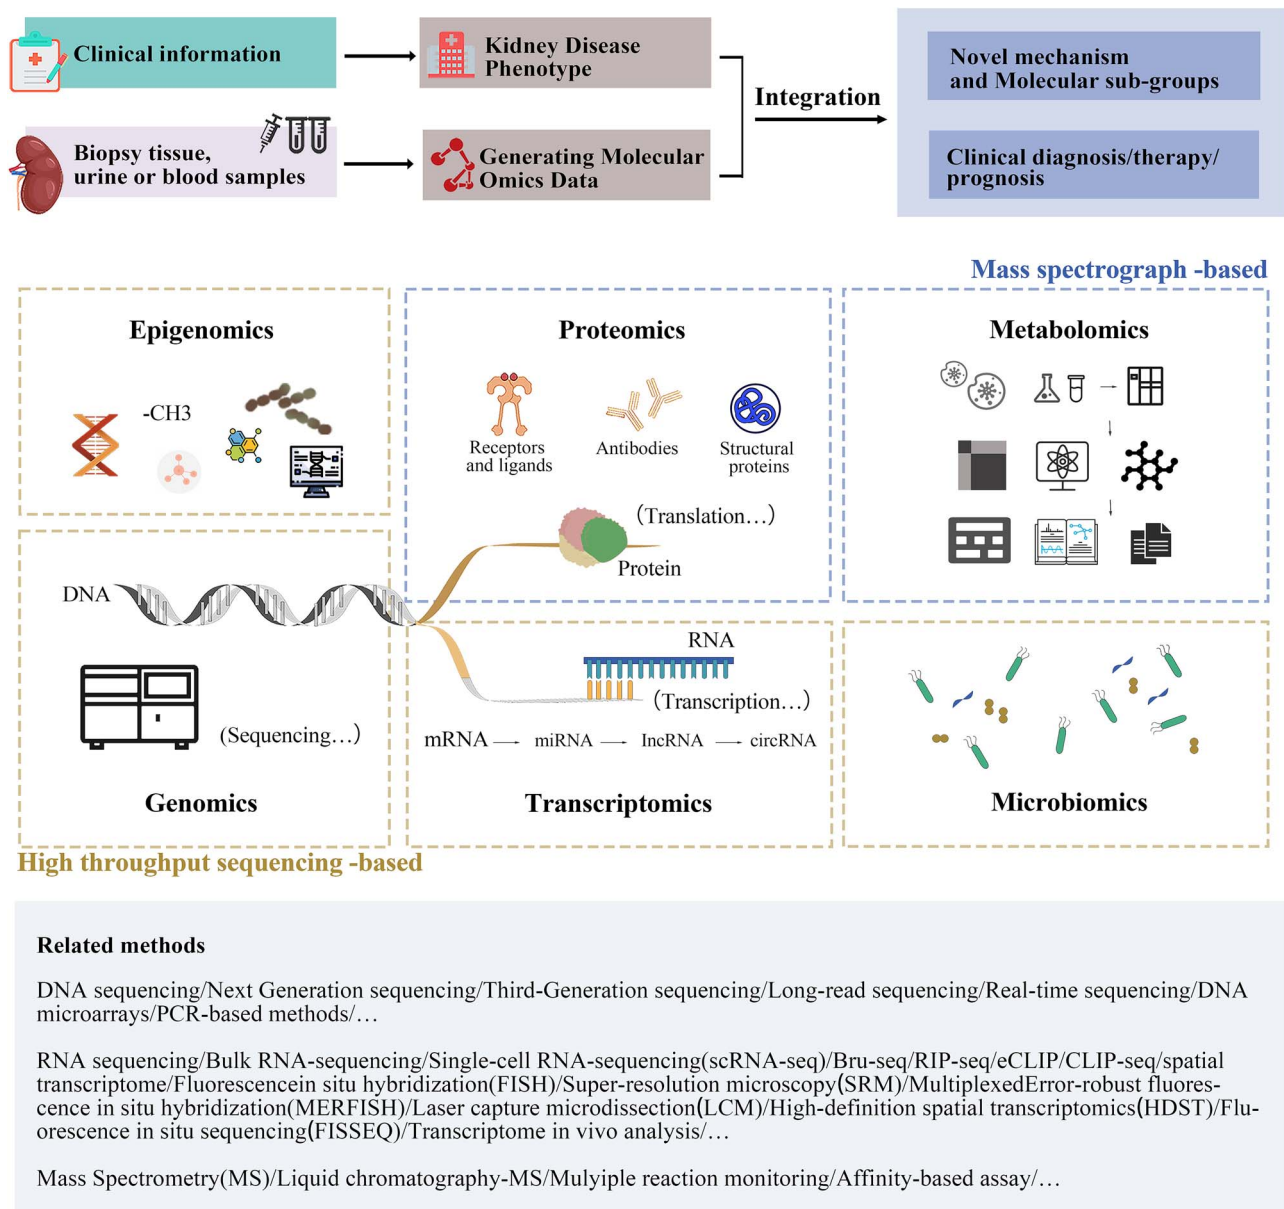 Clinical information
Kidney Disease
Phenotype
Integration
Novel mechanism
and Molecular sub-groups
Biopsy tissue,
urine or blood samples
Generating Molecular
Omics Data
Clinical diagnosis/therapy/
prognosis
Mass spectrograph -based
Epigenomics
-CH3
Proteomics
Receptors
and ligands
Antibodies
Structural
proteins
(Translation...)
Protein
Metabolomics
DNA
(Sequencing...)
Genomics
RNA
(Transcription...)
mRNA → miRNA → lncRNA → circRNA
Transcriptomics
Microbiomics
High throughput sequencing -based
Related methods
DNA sequencing/Next Generation sequencing/Third-Generation sequencing/Long-read sequencing/Real-time sequencing/DNA
microarrays/PCR-based methods/...
RNA sequencing/Bulk RNA-sequencing/Single-cell RNA-sequencing(scRNA-seq)/Bru-seq/RIP-seq/eCLIP/CLIP-seq/spatial
transcriptome/Fluorescencein situ hybridization(FISH)/Super-resolution microscopy(SRM)/MultiplexedError-robust fluores-
cence in situ hybridization(MERFISH)/Laser capture microdissection(LCM)/High-definition spatial transcriptomics(HDST)/Flu-
orescence in situ sequencing(FISSEQ)/Transcriptome in vivo analysis/...
Mass Spectrometry(MS)/Liquid chromatography-MS/Mulyiple reaction monitoring/Affinity-based assay/...